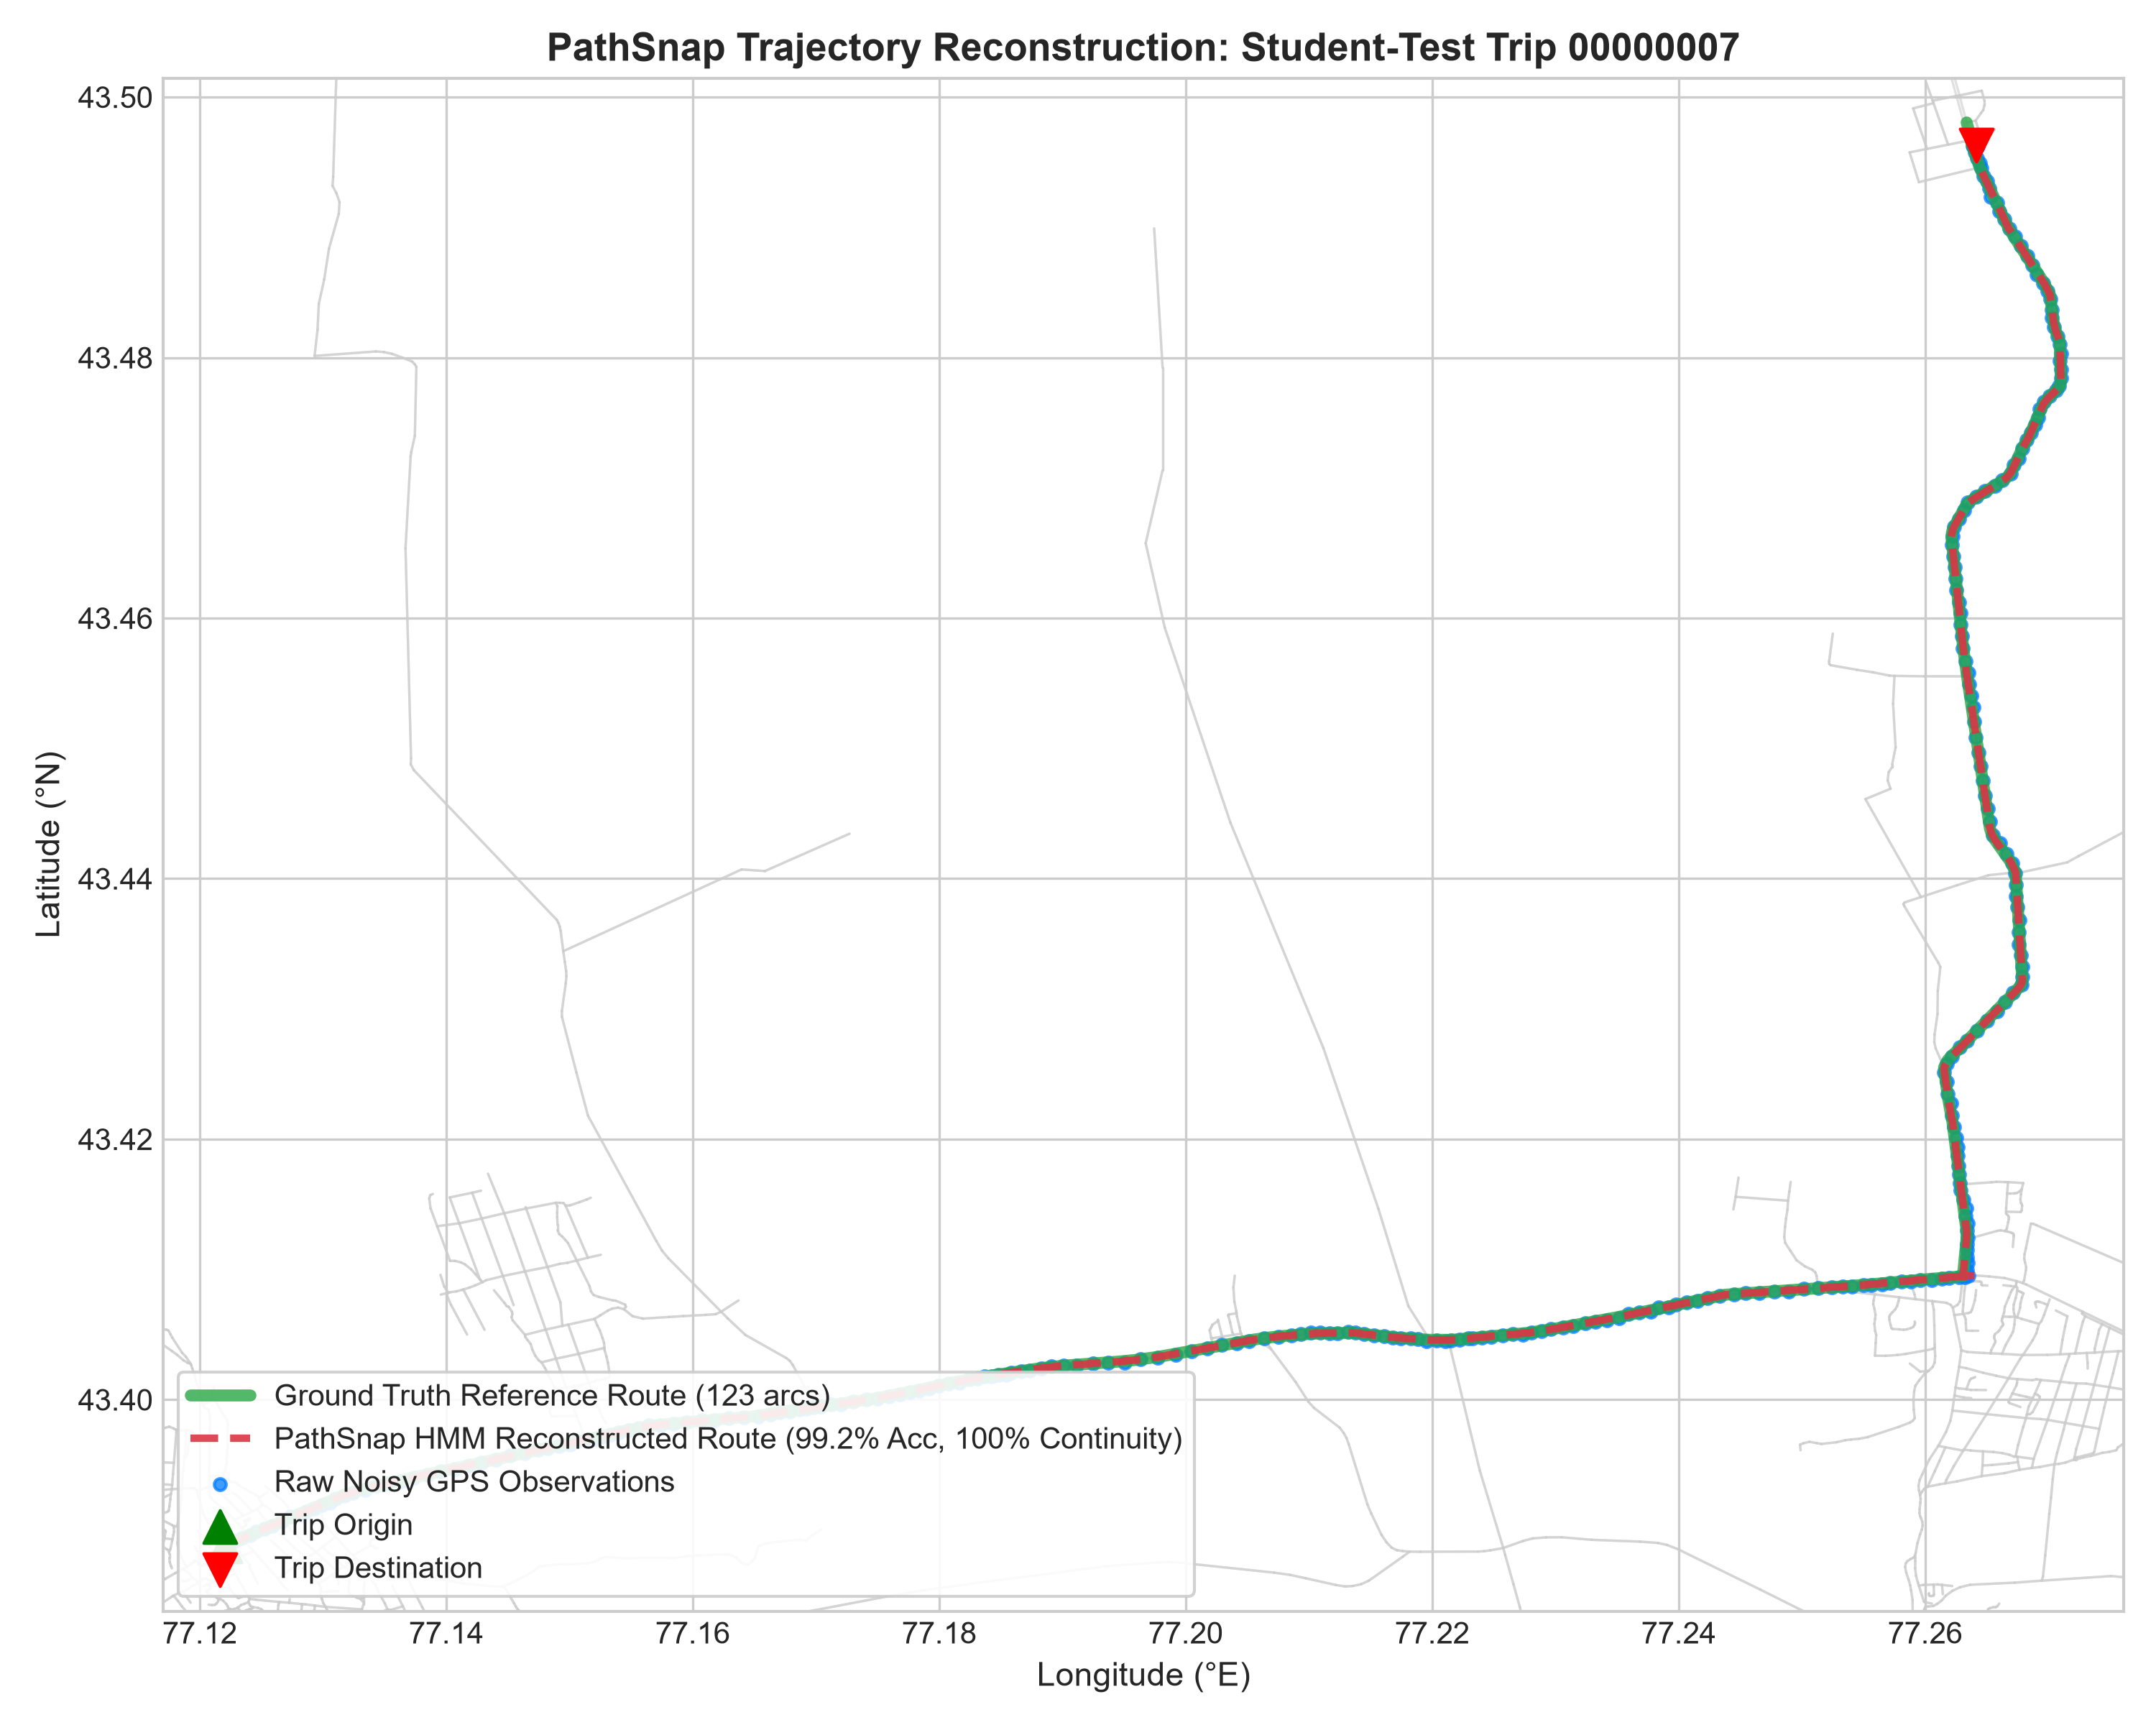 PathSnap Trajectory Reconstruction: Student-Test Trip 00000007
43.50
43.48
43.46
43.44
43.42
43.40
Latitude (°N)
Ground Truth Reference Route (123 arcs)
PathSnap HMM Reconstructed Route (99.2% Acc, 100% Continuity)
Raw Noisy GPS Observations
Trip Origin
Trip Destination
77.12 77.14 77.16 77.18 77.20 77.22 77.24 77.26
Longitude (°E)